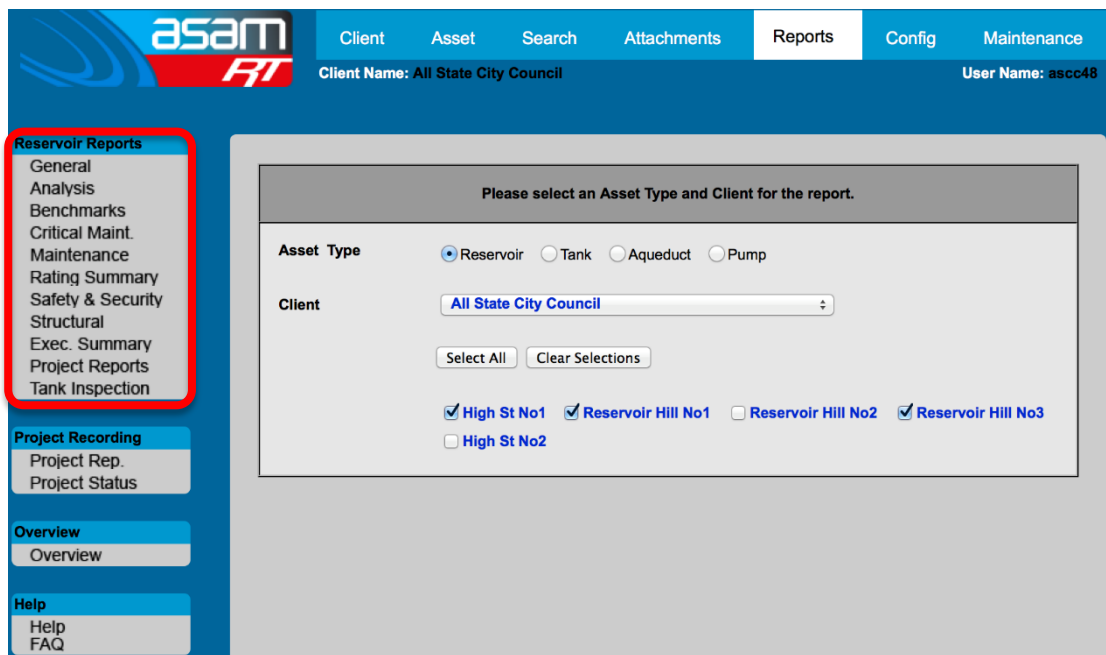 asam RT
Client Asset Search Attachments Reports Config Maintenance
Client Name: All State City Council User Name: ascc48
Reservoir Reports
General
Analysis
Benchmarks
Critical Maint.
Maintenance
Rating Summary
Safety & Security
Structural
Exec. Summary
Project Reports
Tank Inspection
Project Recording
Project Rep.
Project Status
Overview
Overview
Help
Help
FAQ
Please select an Asset Type and Client for the report.
Asset Type Reservoir Tank Aqueduct Pump
Client All State City Council
Select All Clear Selections
High St No1 Reservoir Hill No1 Reservoir Hill No2 Reservoir Hill No3
High St No2